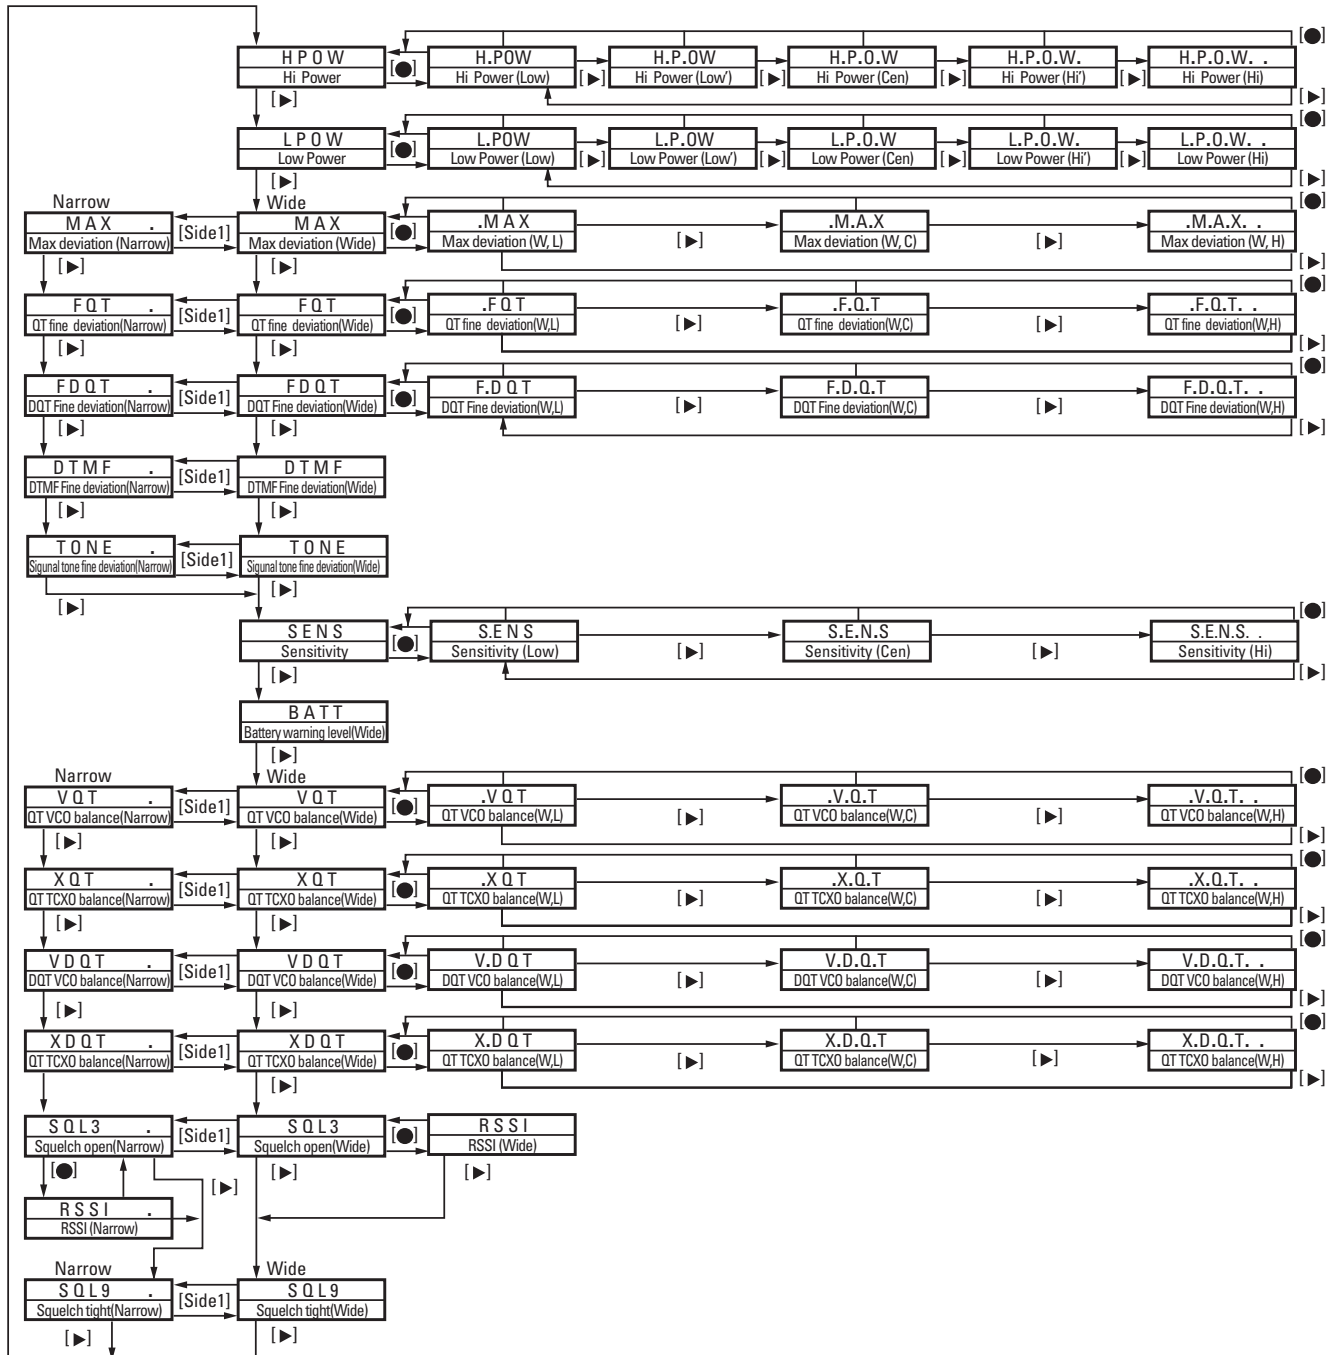 [●]
H P O W H.POW H.P.OW H.P.O.W H.P.O.W. H.P.O.W. .
Hi Power [●] Hi Power (Low) [▶] Hi Power (Low’) [▶] Hi Power (Cen) [▶] Hi Power (Hi’) [▶] Hi Power (Hi)
[▶] [▶]
[●]
L P O W L.POW L.P.OW L.P.O.W L.P.O.W. L.P.O.W. .
Low Power [●] Low Power (Low) [▶] Low Power (Low’) [▶] Low Power (Cen) [▶] Low Power (Hi’) [▶] Low Power (Hi)
[▶] [▶]
Narrow Wide [●]
M A X . [Side1] M A X [●] .M A X .M.A.X .M.A.X. .
Max deviation (Narrow) Max deviation (Wide) Max deviation (W, L) [▶] Max deviation (W, C) [▶] Max deviation (W, H)
[▶] [▶] [▶]
[●]
F Q T . [Side1] F Q T [●] .F Q T .F.Q.T .F.Q.T. .
QT fine deviation(Narrow) QT fine deviation(Wide) QT fine deviation(W,L) [▶] QT fine deviation(W,C) [▶] QT fine deviation(W,H)
[▶] [▶] [▶]
[●]
F D Q T . [Side1] F D Q T [●] F.D Q T F.D.Q.T F.D.Q.T. .
DQT Fine deviation(Narrow) DQT Fine deviation(Wide) DQT Fine deviation(W,L) [▶] DQT Fine deviation(W,C) [▶] DQT Fine deviation(W,H)
[▶] [▶] [▶]
D T M F . [Side1] D T M F
DTMF Fine deviation(Narrow) DTMF Fine deviation(Wide)
[▶] [▶]
T O N E . [Side1] T O N E
Sigunal tone fine deviation(Narrow) Sigunal tone fine deviation(Wide)
[▶] [▶]
[●]
S E N S [●] S.E N S S.E.N.S S.E.N.S. .
Sensitivity Sensitivity (Low) [▶] Sensitivity (Cen) [▶] Sensitivity (Hi)
[▶] [▶]
B A T T
Battery warning level(Wide)
[▶]
Narrow Wide [●]
V Q T . [Side1] V Q T [●] .V Q T .V.Q.T .V.Q.T. .
QT VCO balance(Narrow) QT VCO balance(Wide) QT VCO balance(W,L) [▶] QT VCO balance(W,C) [▶] QT VCO balance(W,H)
[▶] [▶] [▶]
[●]
X Q T . [Side1] X Q T [●] .X Q T .X.Q.T .X.Q.T. .
QT TCXO balance(Narrow) QT TCXO balance(Wide) QT TCXO balance(W,L) [▶] QT TCXO balance(W,C) [▶] QT TCXO balance(W,H)
[▶] [▶] [▶]
[●]
V D Q T . [Side1] V D Q T [●] V.D Q T V.D.Q.T V.D.Q.T. .
DQT VCO balance(Narrow) DQT VCO balance(Wide) DQT VCO balance(W,L) [▶] DQT VCO balance(W,C) [▶] DQT VCO balance(W,H)
[▶] [▶] [▶]
[●]
X D Q T . [Side1] X D Q T [●] X.D Q T X.D.Q.T X.D.Q.T. .
QT TCXO balance(Narrow) QT TCXO balance(Wide) QT TCXO balance(W,L) [▶] QT TCXO balance(W,C) [▶] QT TCXO balance(W,H)
[▶] [▶]
S Q L 3 . [Side1] S Q L 3 [●] R S S I
Squelch open(Narrow) Squelch open(Wide) RSSI (Wide)
[●] [▶] [▶] [▶]
R S S I .
RSSI (Narrow)
Narrow Wide
S Q L 9 . [Side1] S Q L 9
Squelch tight(Narrow) Squelch tight(Wide)
[▶] [▶]